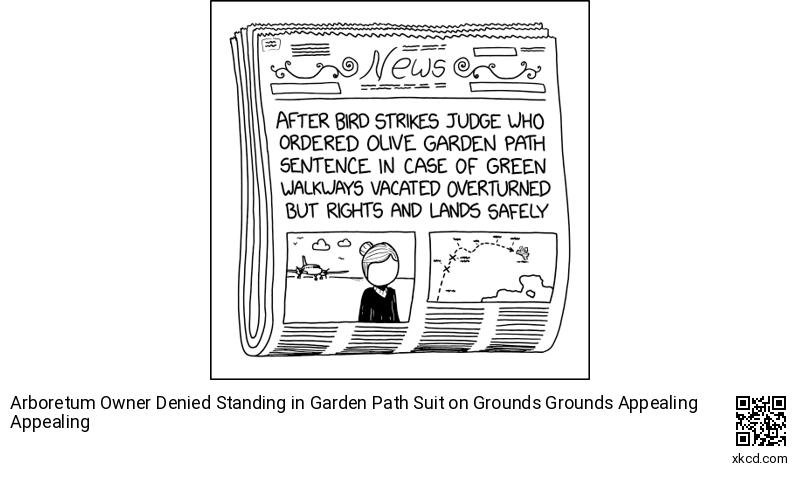 News
AFTER BIRD STRIKES JUDGE WHO
ORDERED OLIVE GARDEN PATH
SENTENCE IN CASE OF GREEN
WALKWAYS VACATED OVERTURNED
BUT RIGHTS AND LANDS SAFELY
Arboretum Owner Denied Standing in Garden Path Suit on Grounds Grounds Appealing
Appealing
xkcd.com